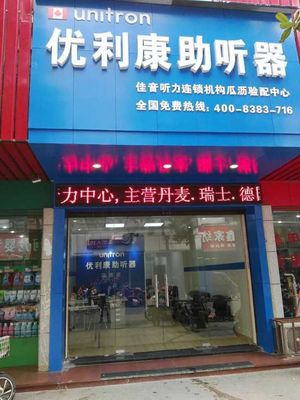 unitron
优利康助听器
佳音听力连锁机构瓜沥验配中心
全国免费热线：400-8383-716
力中心,主营丹麦.瑞士.德国
unitron
优利康助听器